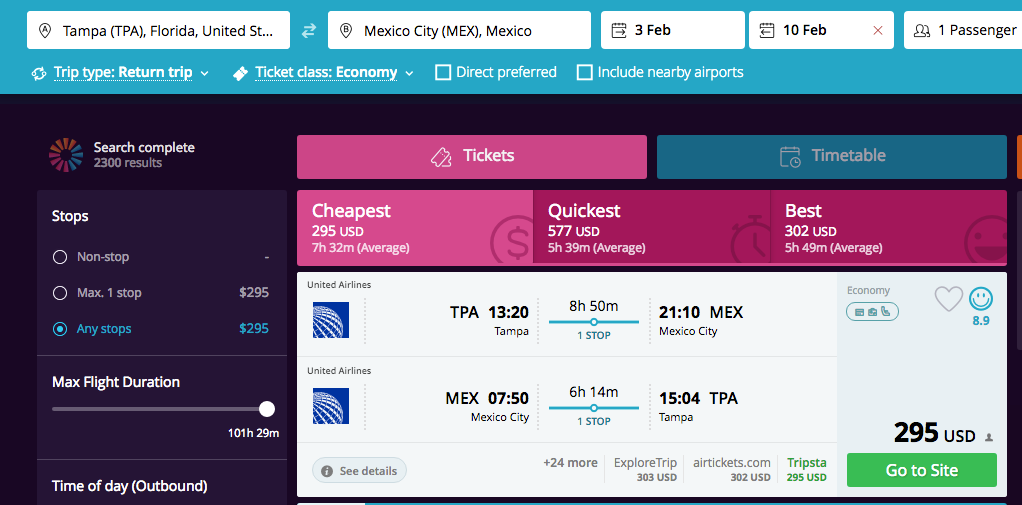 A Tampa (TPA), Florida, United St...
B Mexico City (MEX), Mexico
3 Feb
10 Feb
1 Passenger
Trip type: Return trip
Ticket class: Economy
Direct preferred
Include nearby airports
Search complete
2300 results
Tickets
Timetable
Stops
Non-stop -
Max. 1 stop $295
Any stops $295
Max Flight Duration
101h 29m
Time of day (Outbound)
Cheapest
295 USD
7h 32m (Average)
Quickest
577 USD
5h 39m (Average)
Best
302 USD
5h 49m (Average)
United Airlines
TPA 13:20
Tampa
8h 50m
1 STOP
21:10 MEX
Mexico City
United Airlines
MEX 07:50
Mexico City
6h 14m
1 STOP
15:04 TPA
Tampa
See details
+24 more
ExploreTrip
303 USD
airtickets.com
302 USD
Tripsta
295 USD
Economy
8.9
295 USD
Go to Site